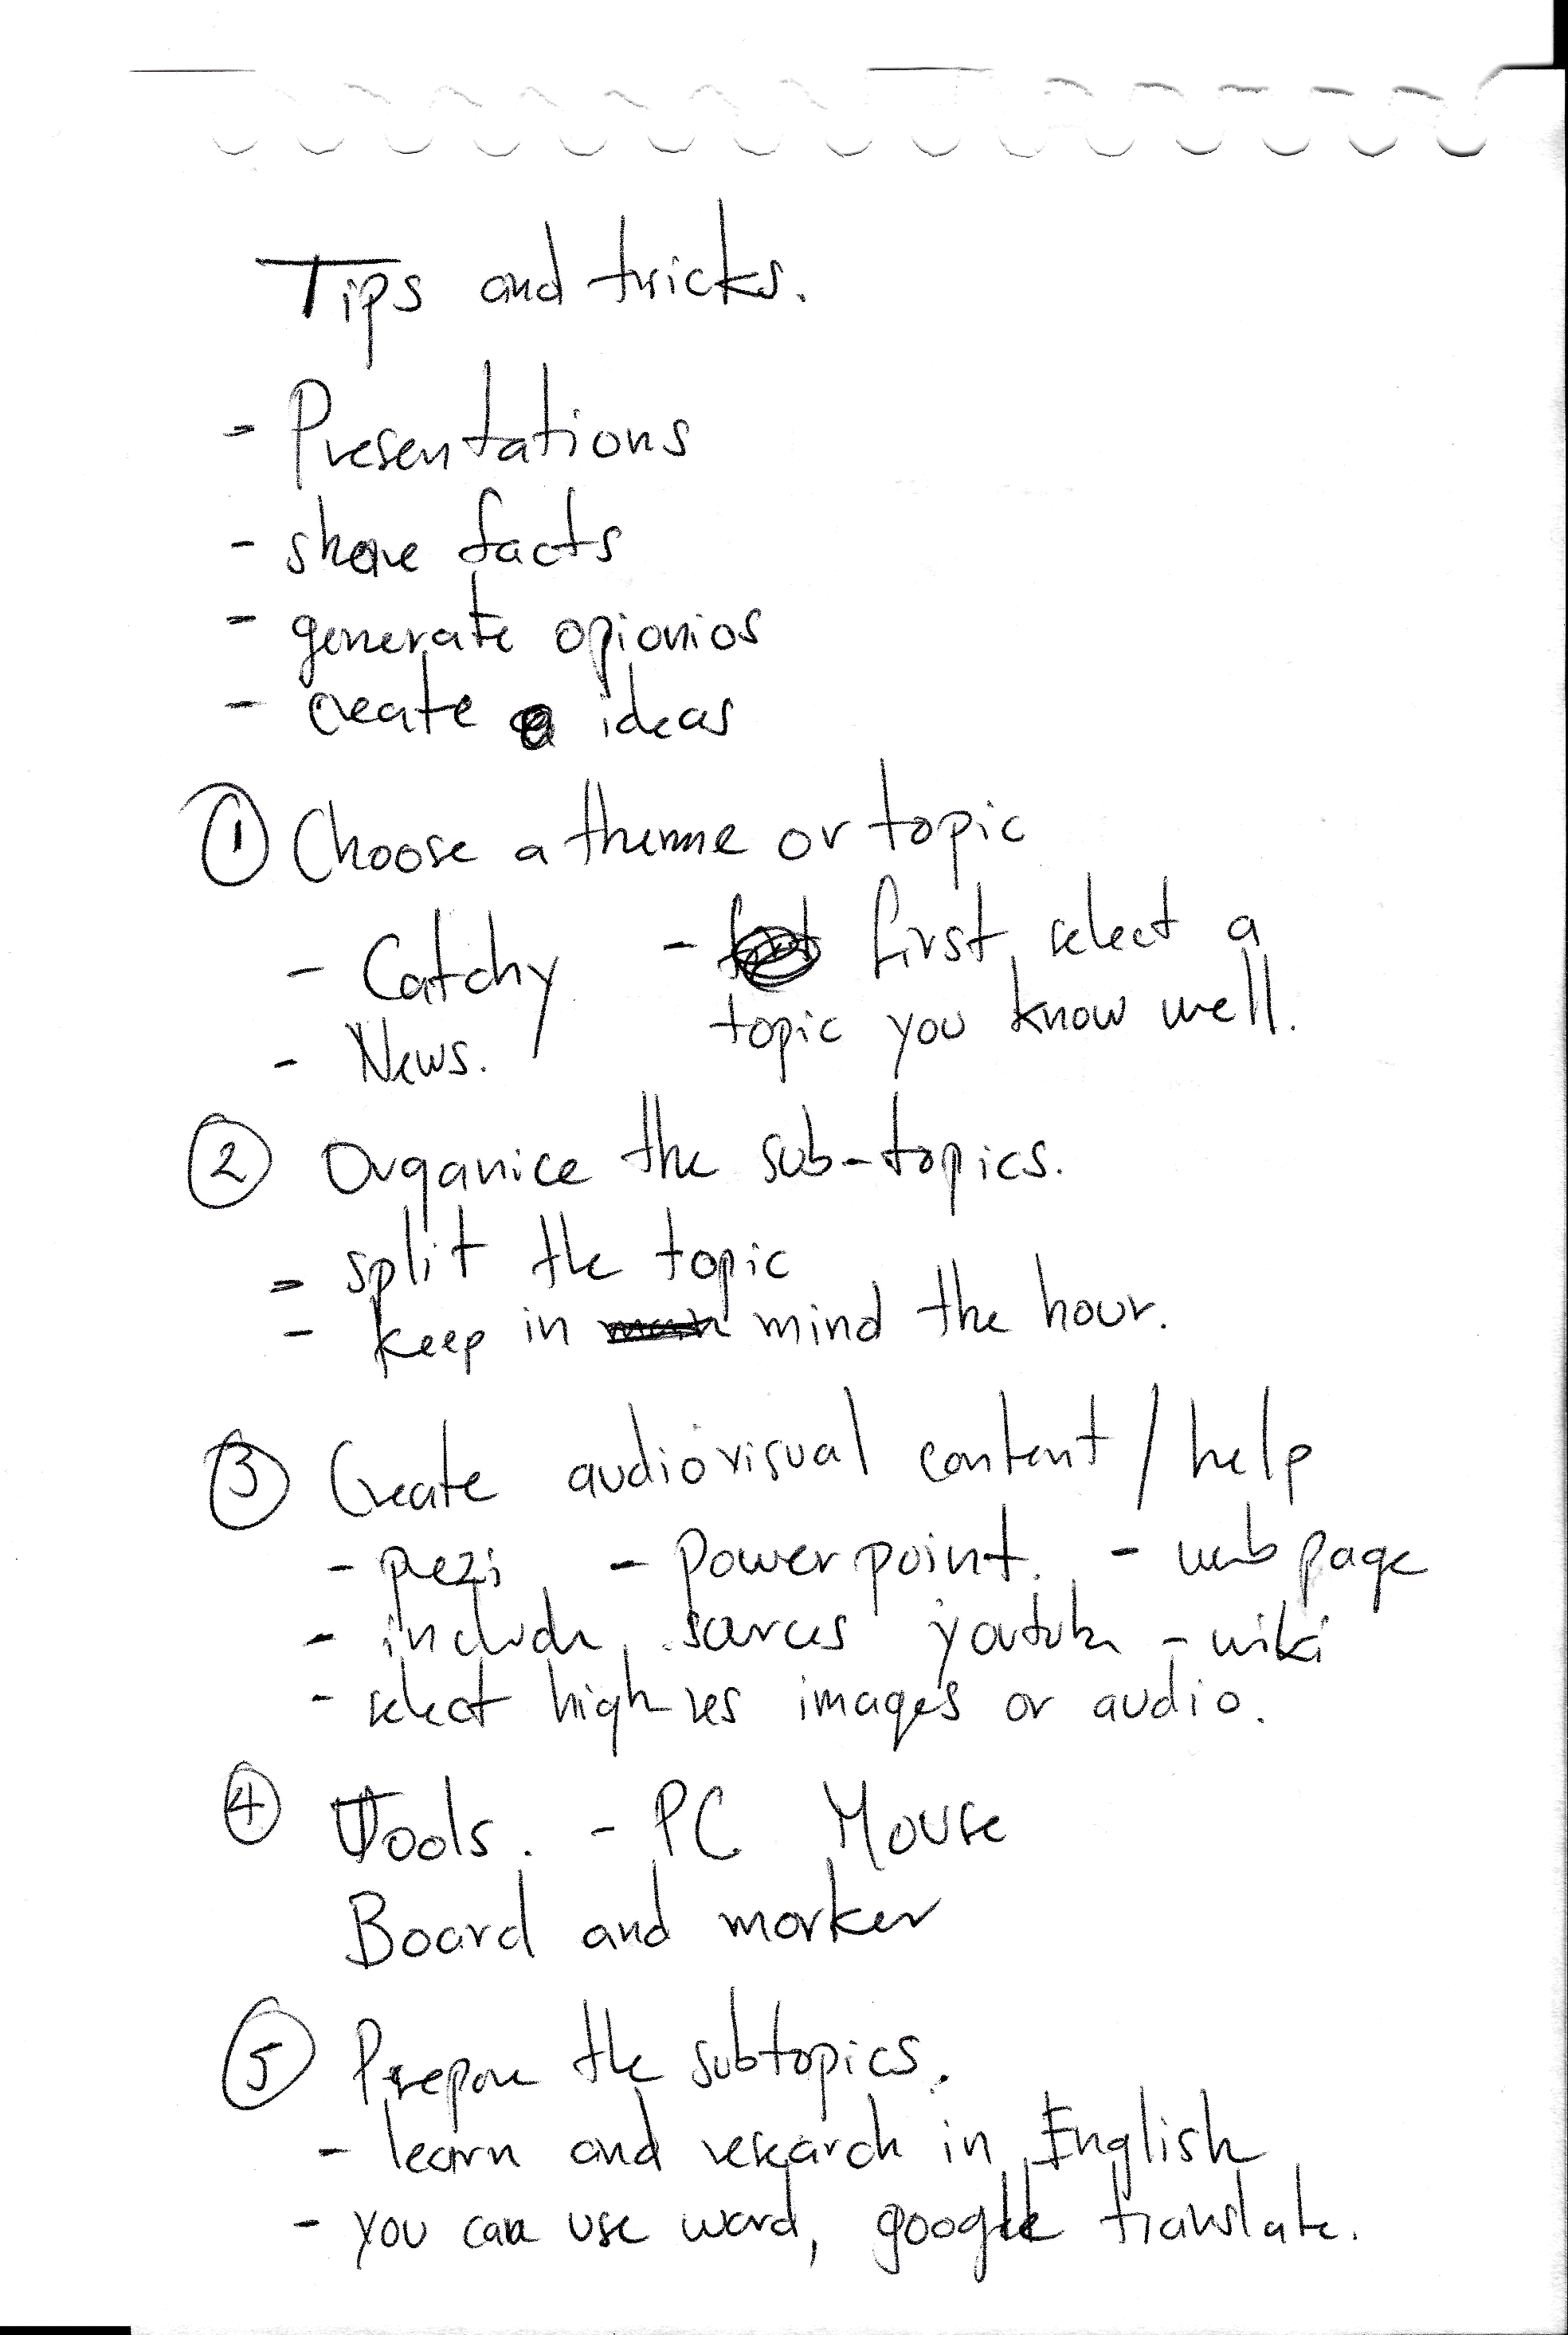 Tips and tricks.
- Presentations
- share facts
- generate opionios
- create ideas
① Choose a theme or topic
- Catchy - first, select a
topic you know well.
- News.
② Organice the sub-topics.
- split the topic
- keep in mind the hour.
③ Create audiovisual content / help
- prezi - Powerpoint. - web page
- include sources youtube - wiki
- select high res images or audio.
④ Tools. - PC Mouse
Board and marker
⑤ Prepare the subtopics.
- learn and research in English
- you can use word, google translate.